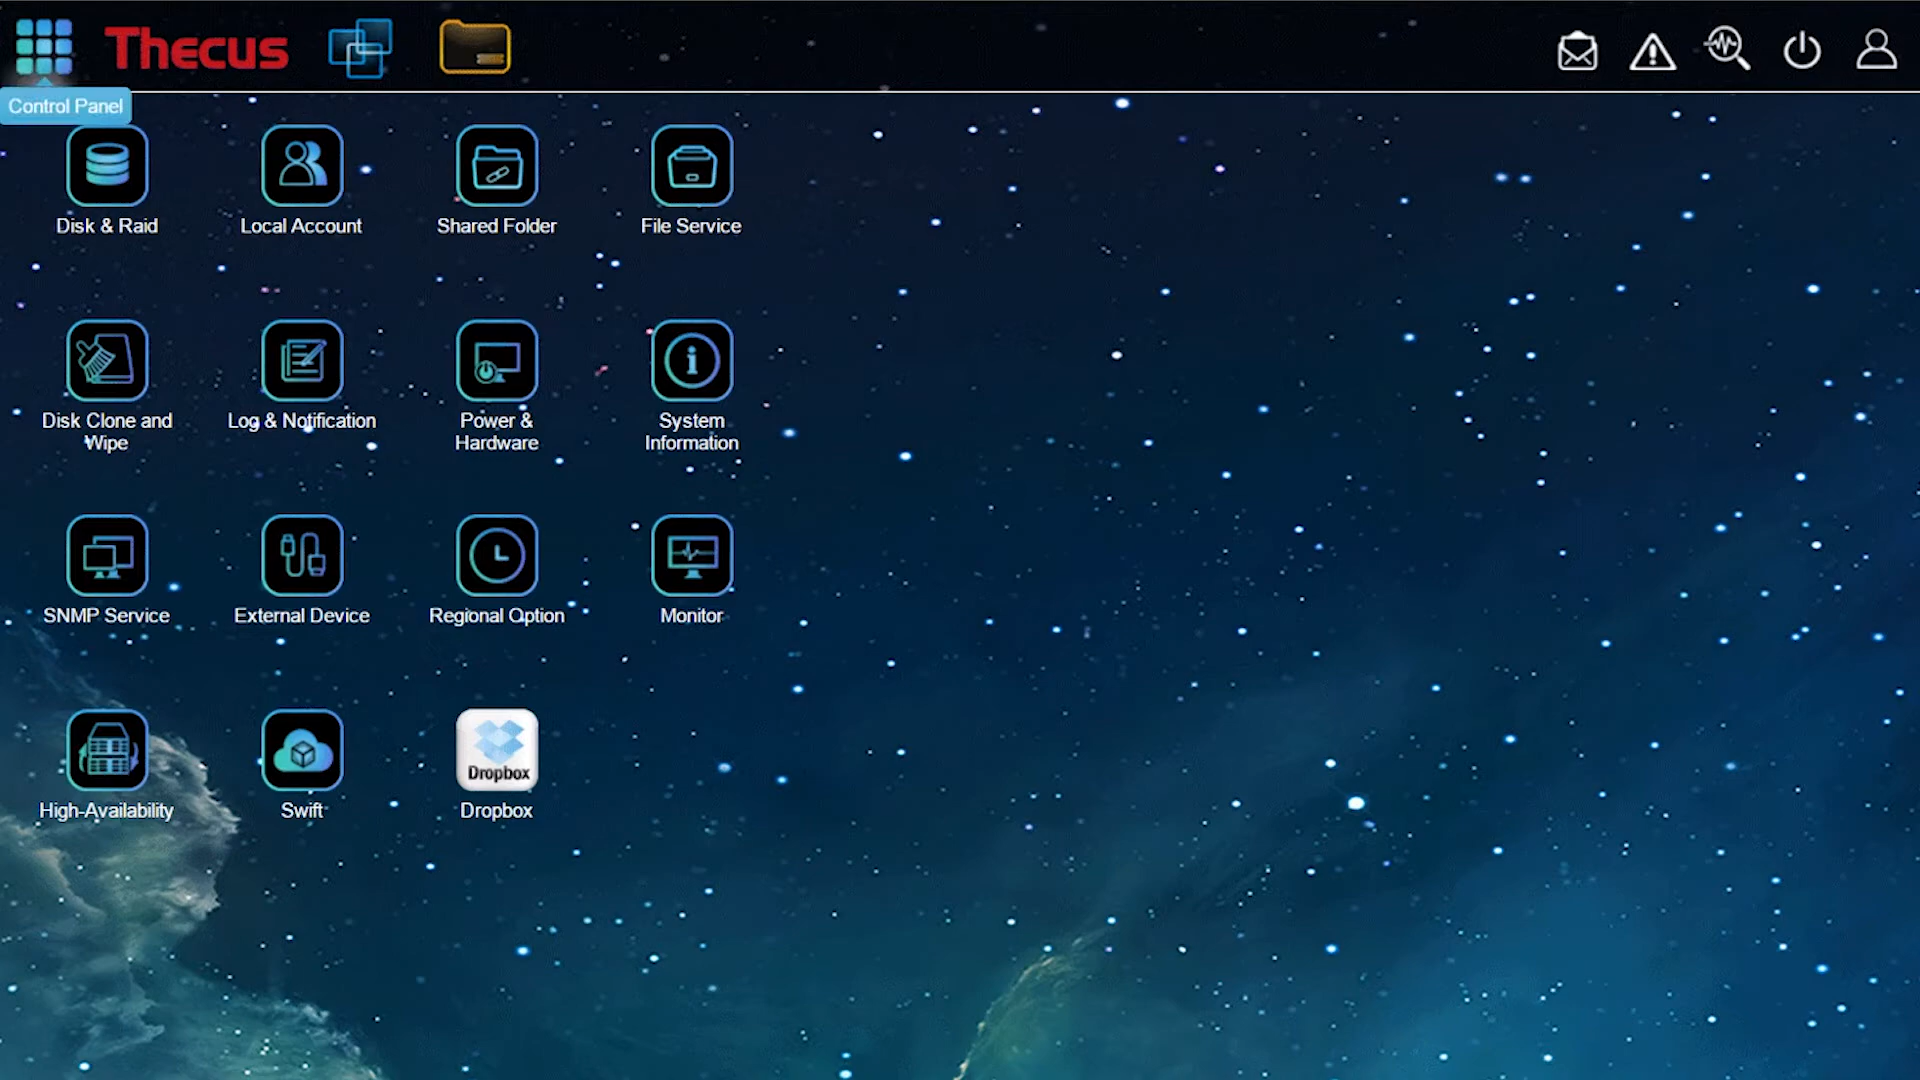 Thecus
Control Panel
Disk & Raid
Local Account
Shared Folder
File Service
Disk Clone and
Wipe
Log & Notification
Power &
Hardware
System
Information
SNMP Service
External Device
Regional Option
Monitor
High-Availability
Swift
Dropbox
Dropbox